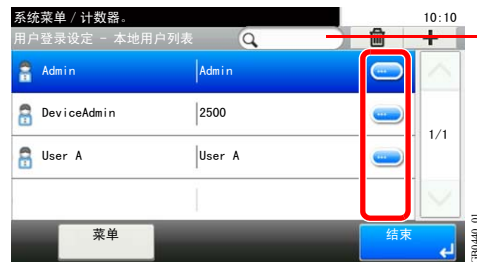 系统菜单 / 计数器。
10:10
用户登录设定 - 本地用户列表
Admin Admin
DeviceAdmin 2500
1/1
User A User A
菜单
结束